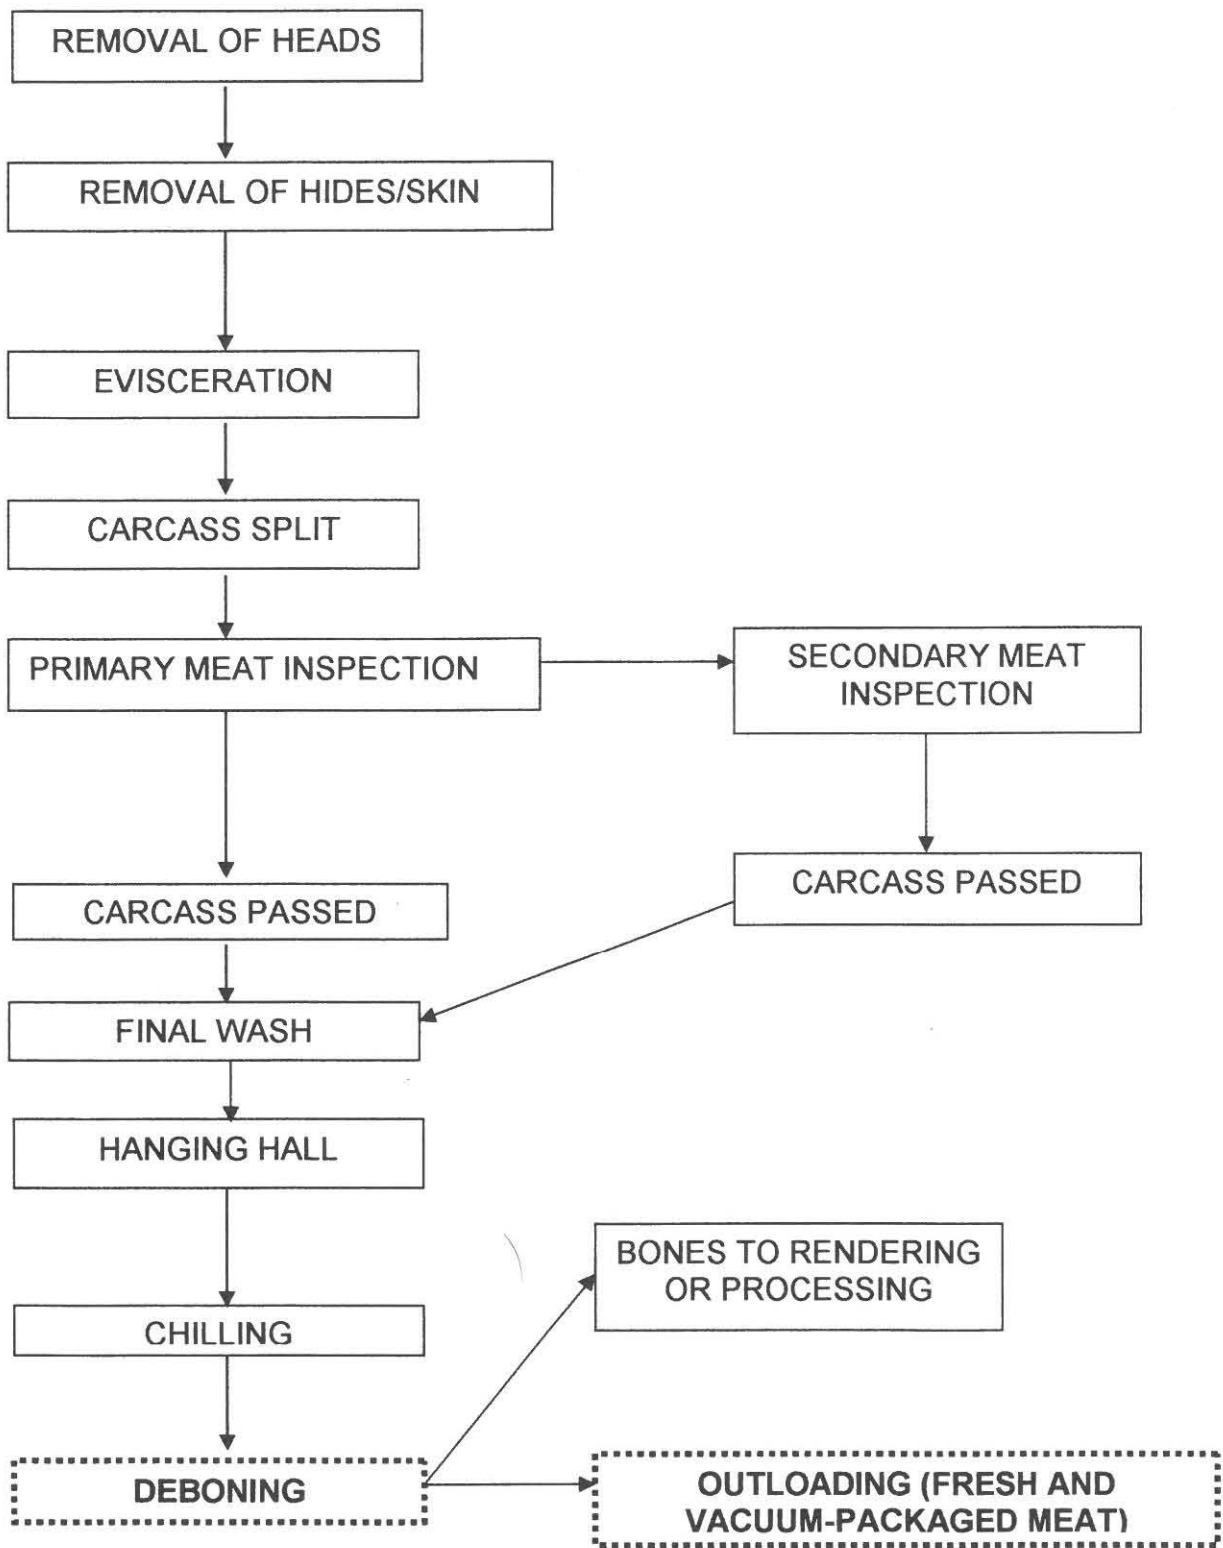 REMOVAL OF HEADS
REMOVAL OF HIDES/SKIN
EVISCERATION
CARCASS SPLIT
PRIMARY MEAT INSPECTION
SECONDARY MEAT
INSPECTION
CARCASS PASSED
CARCASS PASSED
FINAL WASH
HANGING HALL
BONES TO RENDERING
OR PROCESSING
CHILLING
DEBONING
OUTLOADING (FRESH AND
VACUUM-PACKAGED MEAT)